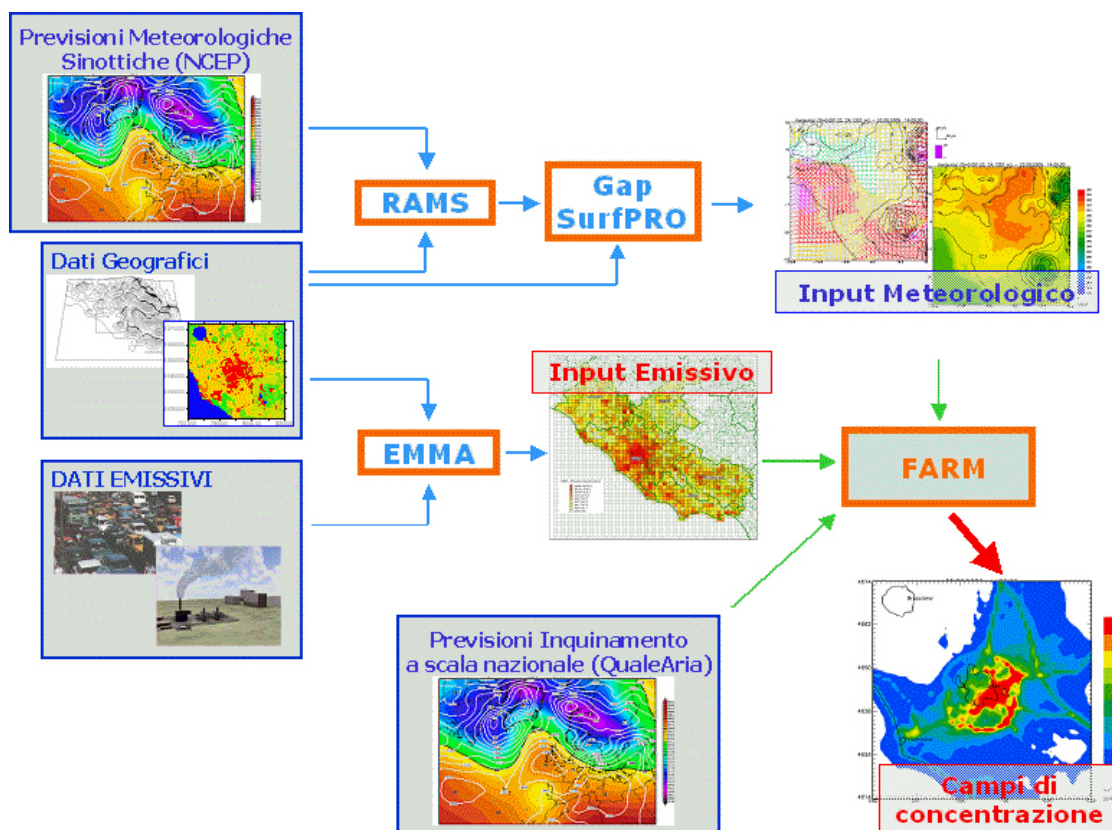 Previsioni Meteorologiche
Sinottiche (NCEP)
RAMS
Gap
SurfPRO
Input Meteorologico
Dati Geografici
Input Emissivo
EMMA
FARM
DATI EMISSIVI
Previsioni Inquinamento
a scala nazionale (QualeAria)
Campi di
concentrazione